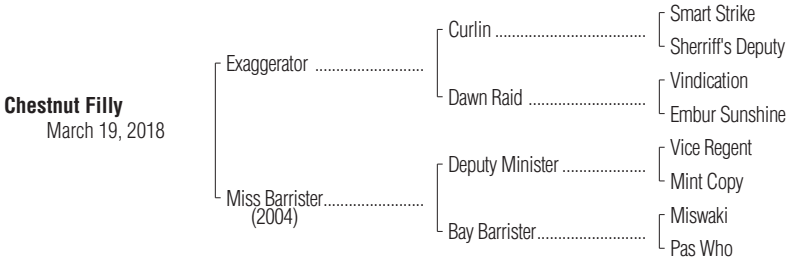 Chestnut Filly
March 19, 2018
Exaggerator ........................
Miss Barrister......................
(2004)
Curlin ....................................
Dawn Raid ............................
Deputy Minister ....................
Bay Barrister..........................
Smart Strike
Sherriff's Deputy
Vindication
Embur Sunshine
Vice Regent
Mint Copy
Miswaki
Pas Who